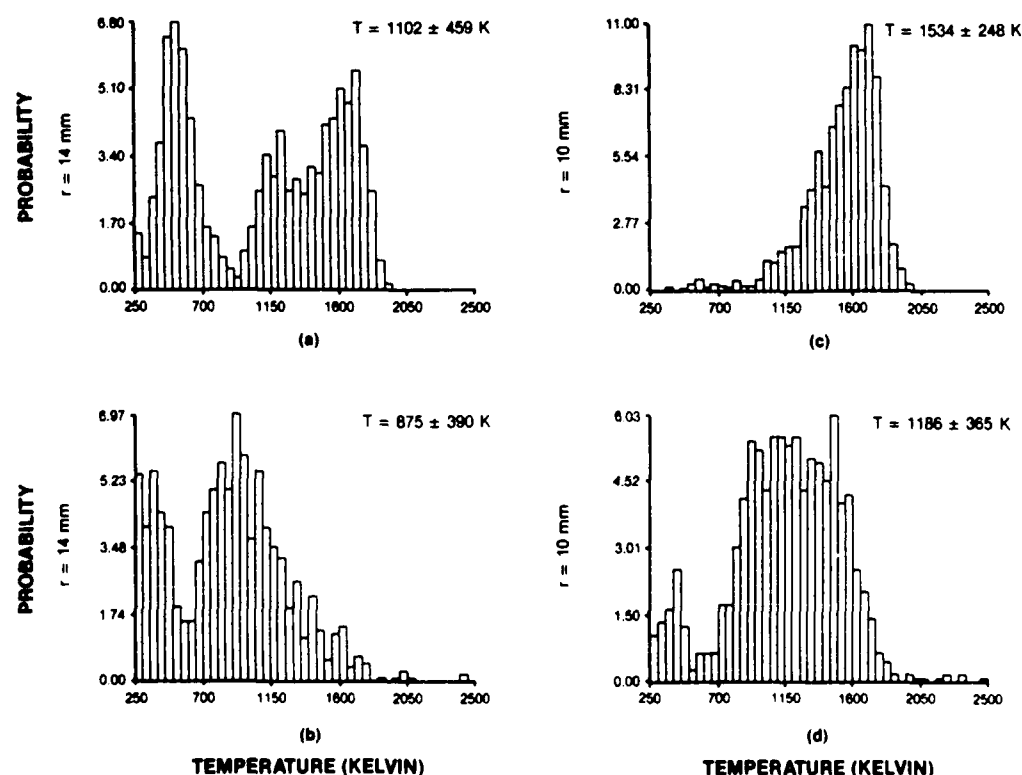 PROBABILITY
r = 14 mm
6.80
5.10
3.40
1.70
0.00
T = 1102 ± 459 K
250 700 1150 1600 2050 2500
(a)
r = 10 mm
11.00
8.31
5.54
2.77
0.00
T = 1534 ± 248 K
250 700 1150 1600 2050 2500
(c)
PROBABILITY
r = 14 mm
6.97
5.23
3.48
1.74
0.00
T = 875 ± 390 K
250 700 1150 1600 2050 2500
(b)
TEMPERATURE (KELVIN)
r = 10 mm
6.03
4.52
3.01
1.50
0.00
T = 1186 ± 365 K
250 700 1150 1600 2050 2500
(d)
TEMPERATURE (KELVIN)